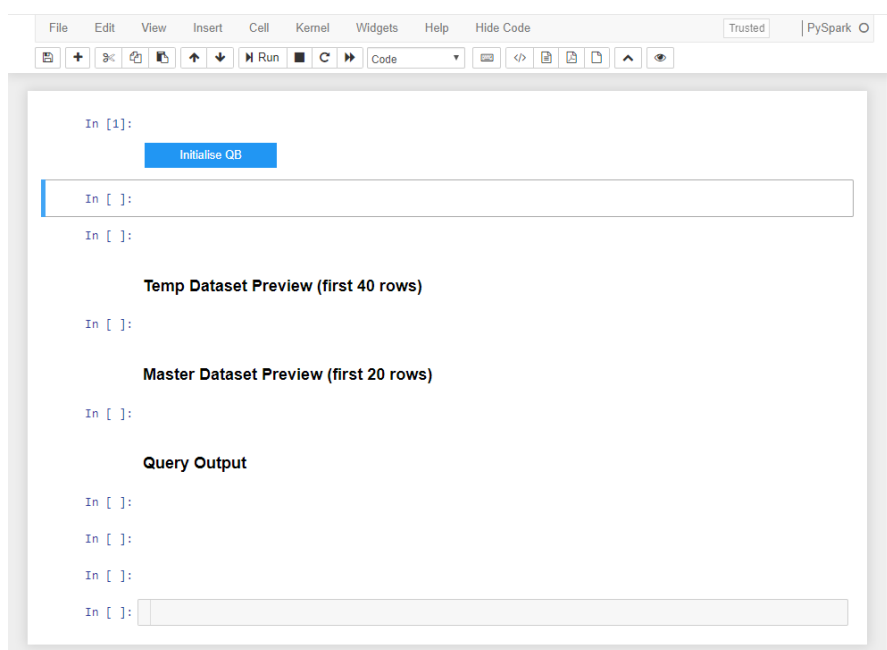 File Edit View Insert Cell Kernel Widgets Help Hide Code Trusted PySpark
Run Code
In [1]:
Initialise QB
In [ ]:
In [ ]:
Temp Dataset Preview (first 40 rows)
In [ ]:
Master Dataset Preview (first 20 rows)
In [ ]:
Query Output
In [ ]:
In [ ]:
In [ ]:
In [ ]: